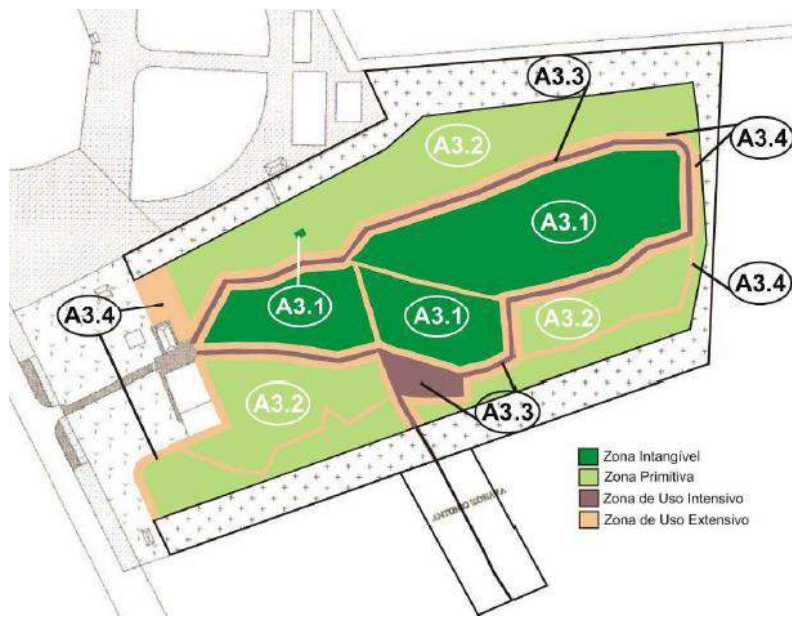 A3.3
A3.2
A3.4
A3.1
A3.4
A3.1
A3.4
A3.1
A3.2
A3.2
A3.3
Zona Intangível
Zona Primitiva
Zona de Uso Intensivo
Zona de Uso Extensivo